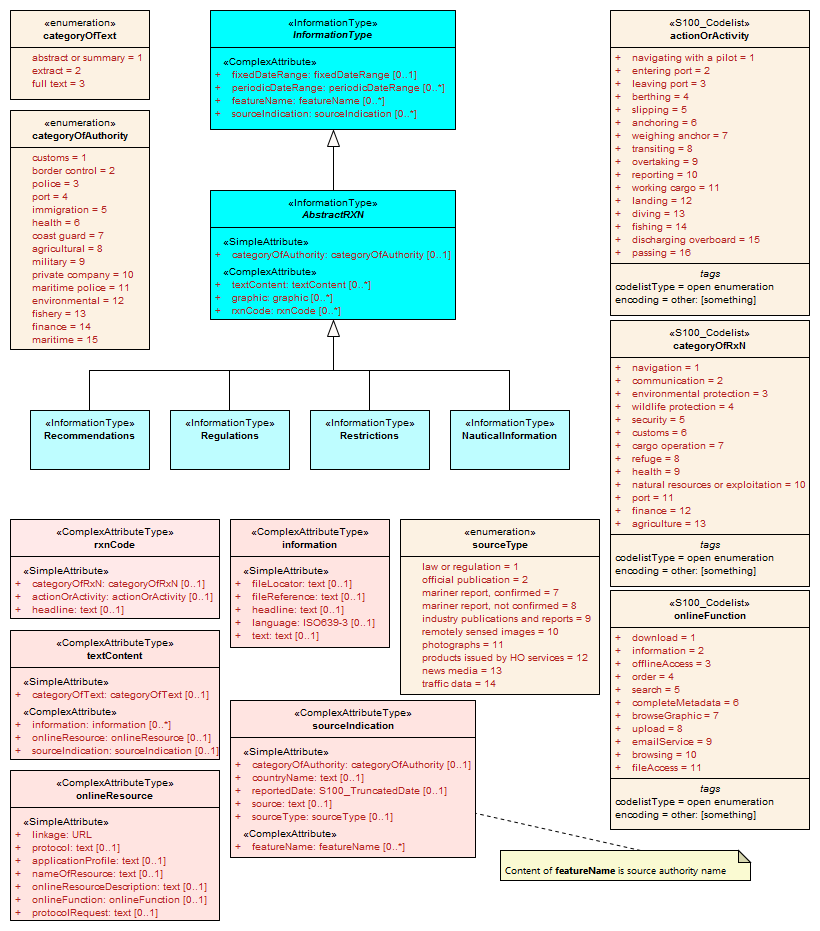 «enumeration»
categoryOfText
abstract or summary = 1
extract = 2
full text = 3
«enumeration»
categoryOfAuthority
customs = 1
border control = 2
police = 3
port = 4
immigration = 5
health = 6
coast guard = 7
agricultural = 8
military = 9
private company = 10
maritime police = 11
environmental = 12
fishery = 13
finance = 14
maritime = 15
«InformationType»
InformationType
«ComplexAttribute»
+ fixedDateRange: fixedDateRange [0..1]
+ periodicDateRange: periodicDateRange [0..*]
+ featureName: featureName [0..*]
+ sourceIndication: sourceIndication [0..*]
«InformationType»
AbstractRXN
«SimpleAttribute»
+ categoryOfAuthority: categoryOfAuthority [0..1]
«ComplexAttribute»
+ textContent: textContent [0..*]
+ graphic: graphic [0..*]
+ rxnCode: rxnCode [0..*]
«InformationType»
Recommendations
«InformationType»
Regulations
«InformationType»
Restrictions
«InformationType»
NauticalInformation
«S100_Codelist»
actionOrActivity
+ navigating with a pilot = 1
+ entering port = 2
+ leaving port = 3
+ berthing = 4
+ slipping = 5
+ anchoring = 6
+ weighing anchor = 7
+ transiting = 8
+ overtaking = 9
+ reporting = 10
+ working cargo = 11
+ landing = 12
+ diving = 13
+ fishing = 14
+ discharging overboard = 15
+ passing = 16
tags
codelistType = open enumeration
encoding = other: [something]
«S100_Codelist»
categoryOfRxN
+ navigation = 1
+ communication = 2
+ environmental protection = 3
+ wildlife protection = 4
+ security = 5
+ customs = 6
+ cargo operation = 7
+ refuge = 8
+ health = 9
+ natural resources or exploitation = 10
+ port = 11
+ finance = 12
+ agriculture = 13
tags
codelistType = open enumeration
encoding = other: [something]
«ComplexAttributeType»
rxnCode
«SimpleAttribute»
+ categoryOfRxN: categoryOfRxN [0..1]
+ actionOrActivity: actionOrActivity [0..1]
+ headline: text [0..1]
«ComplexAttributeType»
information
«SimpleAttribute»
+ fileLocator: text [0..1]
+ fileReference: text [0..1]
+ headline: text [0..1]
+ language: ISO639-3 [0..1]
+ text: text [0..1]
«enumeration»
sourceType
law or regulation = 1
official publication = 2
mariner report, confirmed = 7
mariner report, not confirmed = 8
industry publications and reports = 9
remotely sensed images = 10
photographs = 11
products issued by HO services = 12
news media = 13
traffic data = 14
«S100_Codelist»
onlineFunction
+ download = 1
+ information = 2
+ offlineAccess = 3
+ order = 4
+ search = 5
+ completeMetadata = 6
+ browseGraphic = 7
+ upload = 8
+ emailService = 9
+ browsing = 10
+ fileAccess = 11
tags
codelistType = open enumeration
encoding = other: [something]
«ComplexAttributeType»
textContent
«SimpleAttribute»
+ categoryOfText: categoryOfText [0..1]
«ComplexAttribute»
+ information: information [0..*]
+ onlineResource: onlineResource [0..1]
+ sourceIndication: sourceIndication [0..1]
«ComplexAttributeType»
sourceIndication
«SimpleAttribute»
+ categoryOfAuthority: categoryOfAuthority [0..1]
+ countryName: text [0..1]
+ reportedDate: S100_TruncatedDate [0..1]
+ source: text [0..1]
+ sourceType: sourceType [0..1]
«ComplexAttribute»
+ featureName: featureName [0..*]
«ComplexAttributeType»
onlineResource
«SimpleAttribute»
+ linkage: URL
+ protocol: text [0..1]
+ applicationProfile: text [0..1]
+ nameOfResource: text [0..1]
+ onlineResourceDescription: text [0..1]
+ onlineFunction: onlineFunction [0..1]
+ protocolRequest: text [0..1]
Content of featureName is source authority name